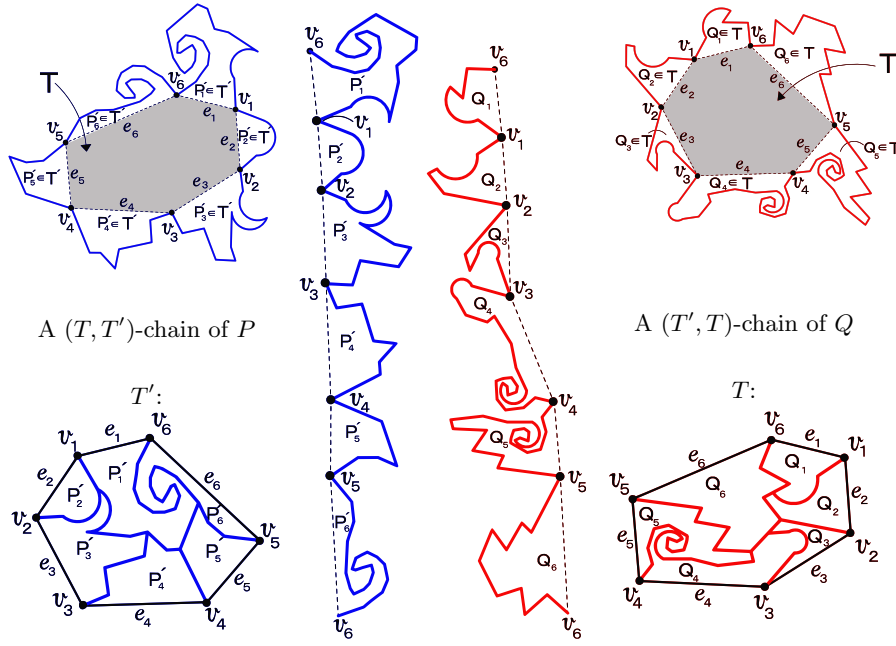 T
v₆
P₁′∈T′
e₁
v₁
P₆′∈T′
e₆
v₅
e₂
P₂′∈T′
P₅′∈T′
e₅
e₃
v₂
v₄
e₄
P₄′∈T′
v₃
P₃′∈T′
A (T, T′)-chain of P
v₆
P₁′
v₁
P₂′
v₂
P₃′
v₃
P₄′
v₄
P₅′
v₅
P₆′
v₆
v₆
Q₁
v₁
Q₂
v₂
Q₃
v₃
Q₄
v₄
Q₅
v₅
Q₆
v₆
Q₁∈T
v₆
v₁
e₁
Q₆∈T
T
Q₂∈T
e₂
e₆
v₂
v₅
Q₃∈T
e₃
e₅
Q₅∈T
v₃
e₄
v₄
Q₄∈T
A (T′, T)-chain of Q
T′:
v₆
e₁
v₁
P₁′
e₂
P₂′
e₆
v₂
P₆′
v₅
P₃′
P₅′
e₃
P₄′
e₅
v₃
e₄
v₄
T:
v₆
e₁
v₁
e₆
Q₁
Q₆
v₅
Q₂
e₂
Q₅
Q₃
v₂
e₅
Q₄
e₃
v₄
e₄
v₃